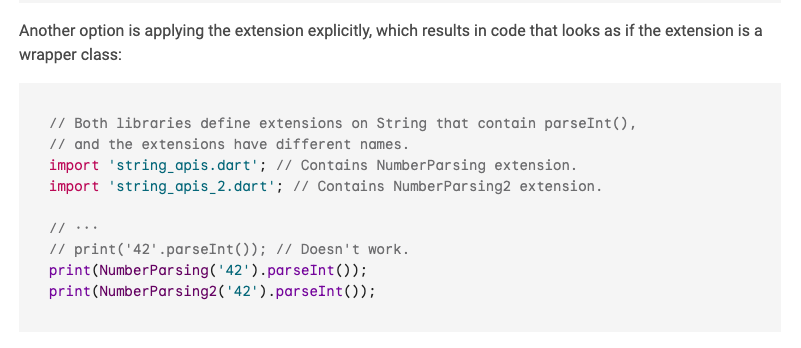 Another option is applying the extension explicitly, which results in code that looks as if the extension is a
wrapper class:
// Both libraries define extensions on String that contain parseInt(),
// and the extensions have different names.
import 'string_apis.dart'; // Contains NumberParsing extension.
import 'string_apis_2.dart'; // Contains NumberParsing2 extension.
// ···
// print('42'.parseInt()); // Doesn't work.
print(NumberParsing('42').parseInt());
print(NumberParsing2('42').parseInt());